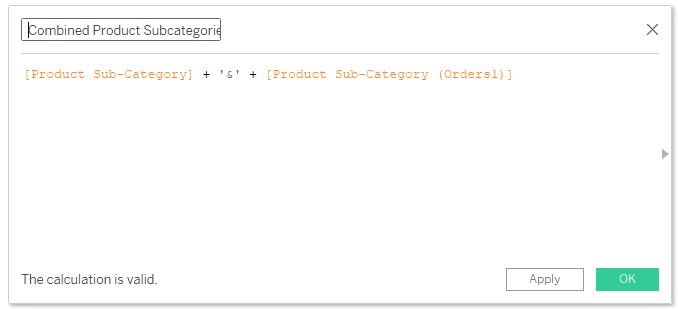 Combined Product Subcategorie
[Product Sub-Category] + '&' + [Product Sub-Category (Orders1)]
The calculation is valid.
Apply
OK